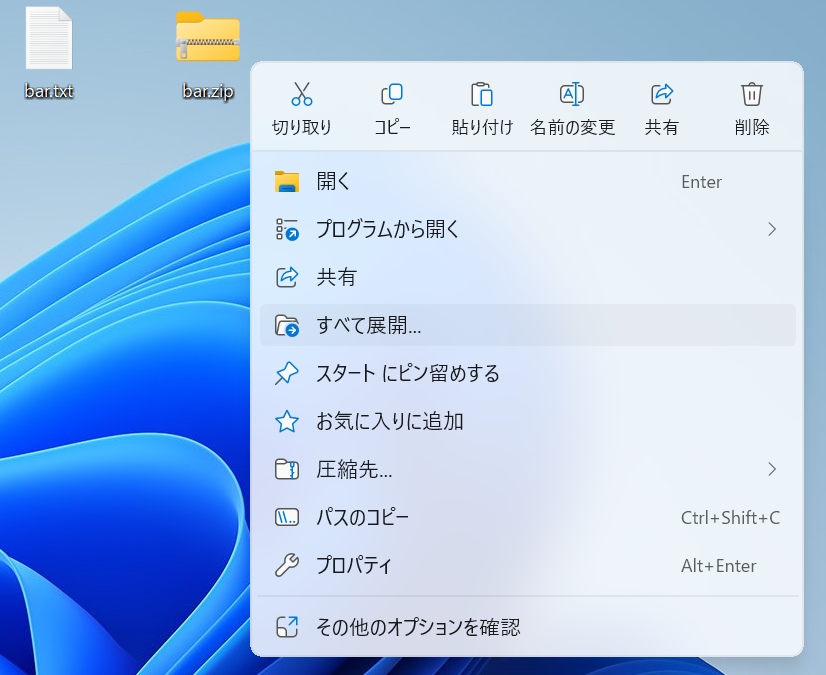 bar.txt
bar.zip
切り取り
コピー
貼り付け
名前の変更
共有
削除
開く Enter
プログラムから開く
共有
すべて展開...
スタート にピン留めする
お気に入りに追加
圧縮先...
パスのコピー Ctrl+Shift+C
プロパティ Alt+Enter
その他のオプションを確認